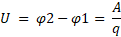 U = φ2 − φ1 = A/q